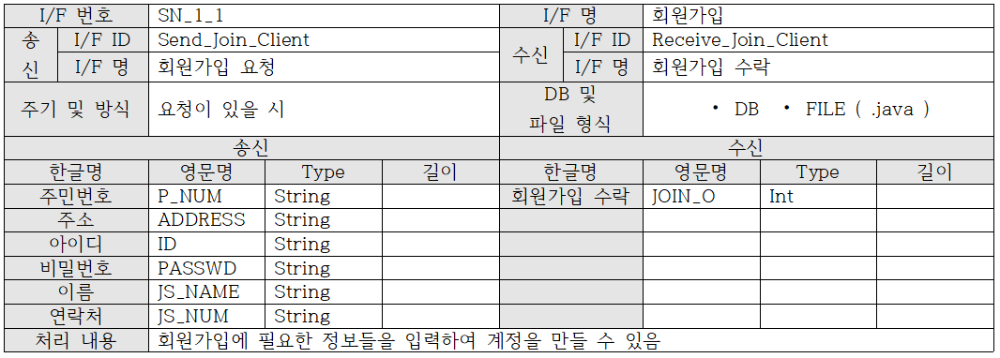 I/F 번호 SN_1_1 I/F 명 회원가입
송신 I/F ID Send_Join_Client 수신 I/F ID Receive_Join_Client
I/F 명 회원가입 요청 I/F 명 회원가입 수락
주기 및 방식 요청이 있을 시 DB 및 파일 형식 • DB • FILE ( .java )
송신 수신
한글명 영문명 Type 길이 한글명 영문명 Type 길이
주민번호 P_NUM String 회원가입 수락 JOIN_O Int
주소 ADDRESS String
아이디 ID String
비밀번호 PASSWD String
이름 JS_NAME String
연락처 JS_NUM String
처리 내용 회원가입에 필요한 정보들을 입력하여 계정을 만들 수 있음